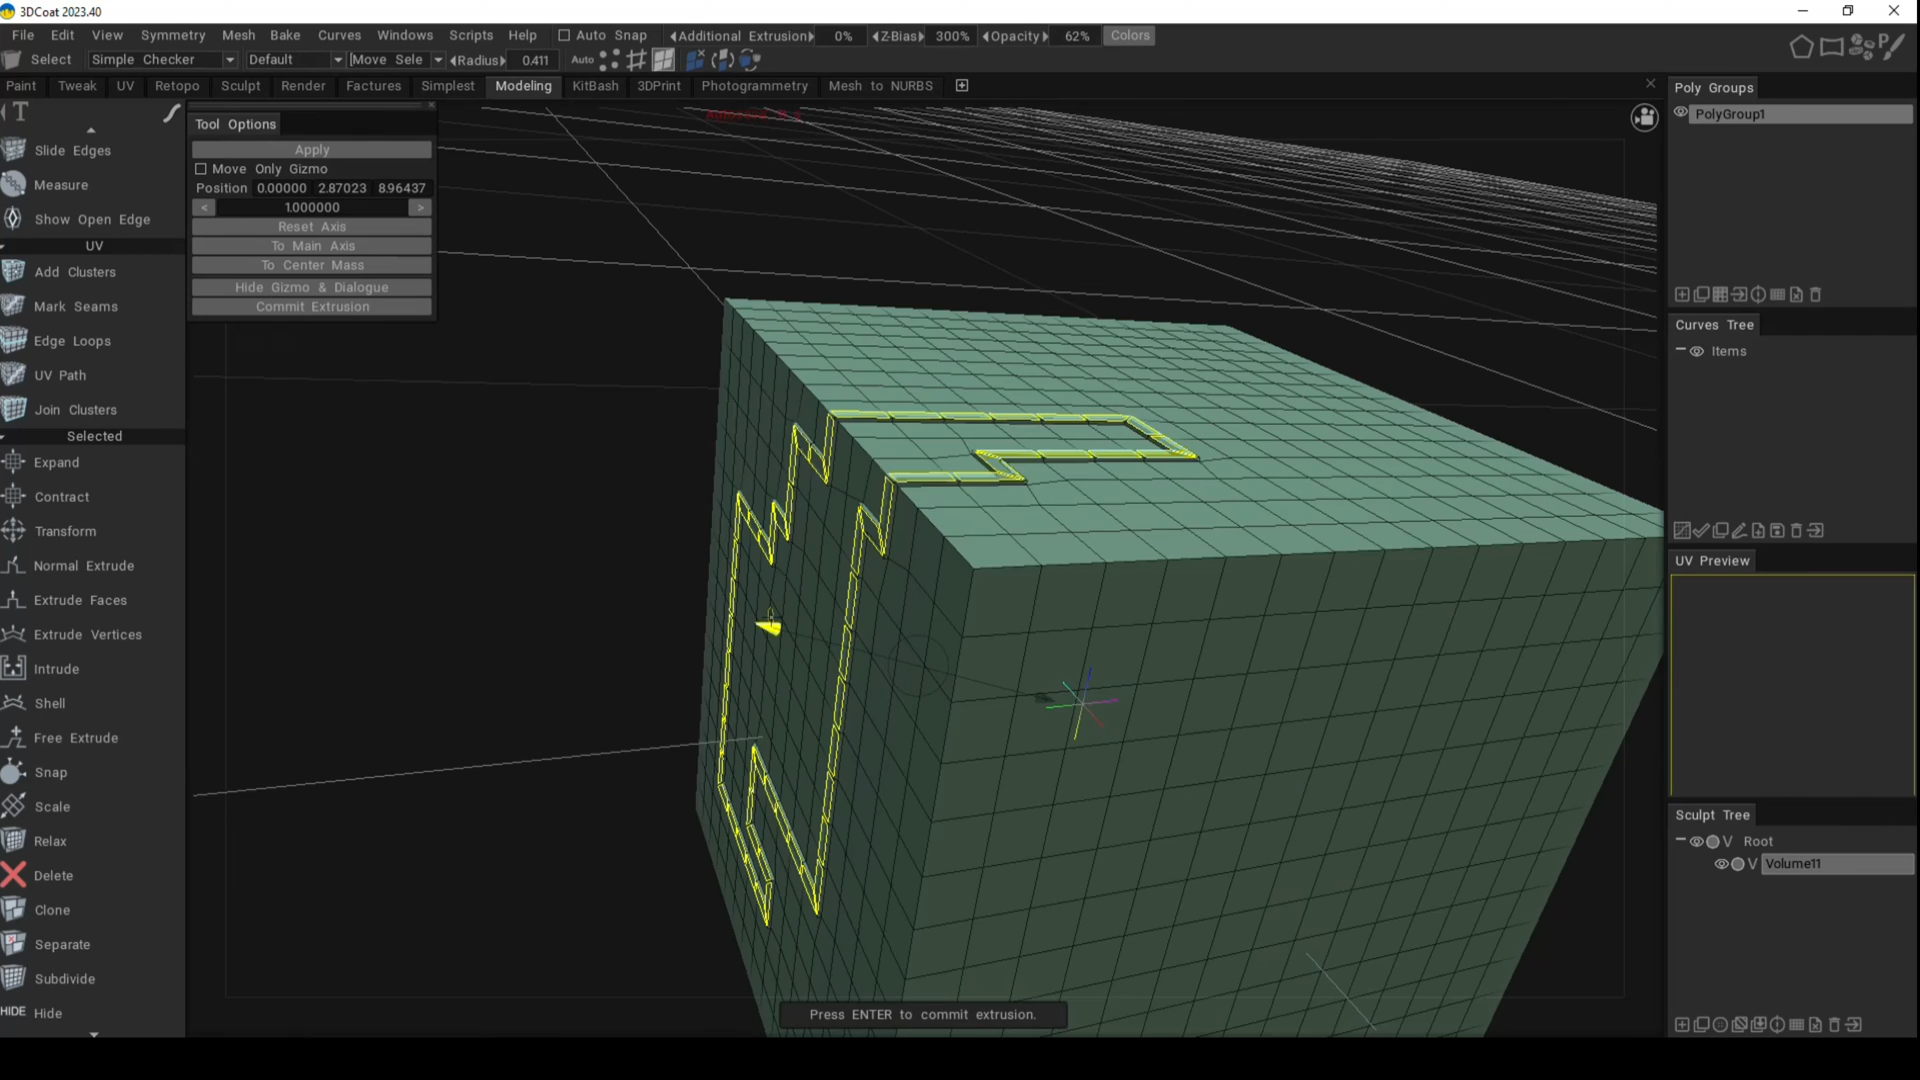 3DCoat 2023.40
File Edit View Symmetry Mesh Bake Curves Textures Windows Scripts Help Auto Snap Additional Extrusion 0% Z-Bias 300% Opacity 62% Colors
Select Simple Checker Default [Move Sele Radius 0.411 Auto
Paint Tweak UV Retopo Sculpt Render Factures Simplest Modeling KitBash 3DPrint Photogrammetry Mesh to NURBS
T
Slide Edges
Measure
Show Open Edge
UV
Add Clusters
Mark Seams
Edge Loops
UV Path
Join Clusters
Selected
Expand
Contract
Transform
Normal Extrude
Extrude Faces
Extrude Vertices
Intrude
Shell
Free Extrude
Snap
Scale
Relax
Delete
Clone
Separate
Subdivide
HIDE Hide
Tool Options
Apply
Move Only Gizmo
Position 0.00000 2.87023 8.96437
< 1.000000 >
Reset Axis
To Main Axis
To Center Mass
Hide Gizmo & Dialogue
Commit Extrusion
Press ENTER to commit extrusion.
Poly Groups
PolyGroup1
Curves Tree
Items
UV Preview
Sculpt Tree
V Root
V Volume11